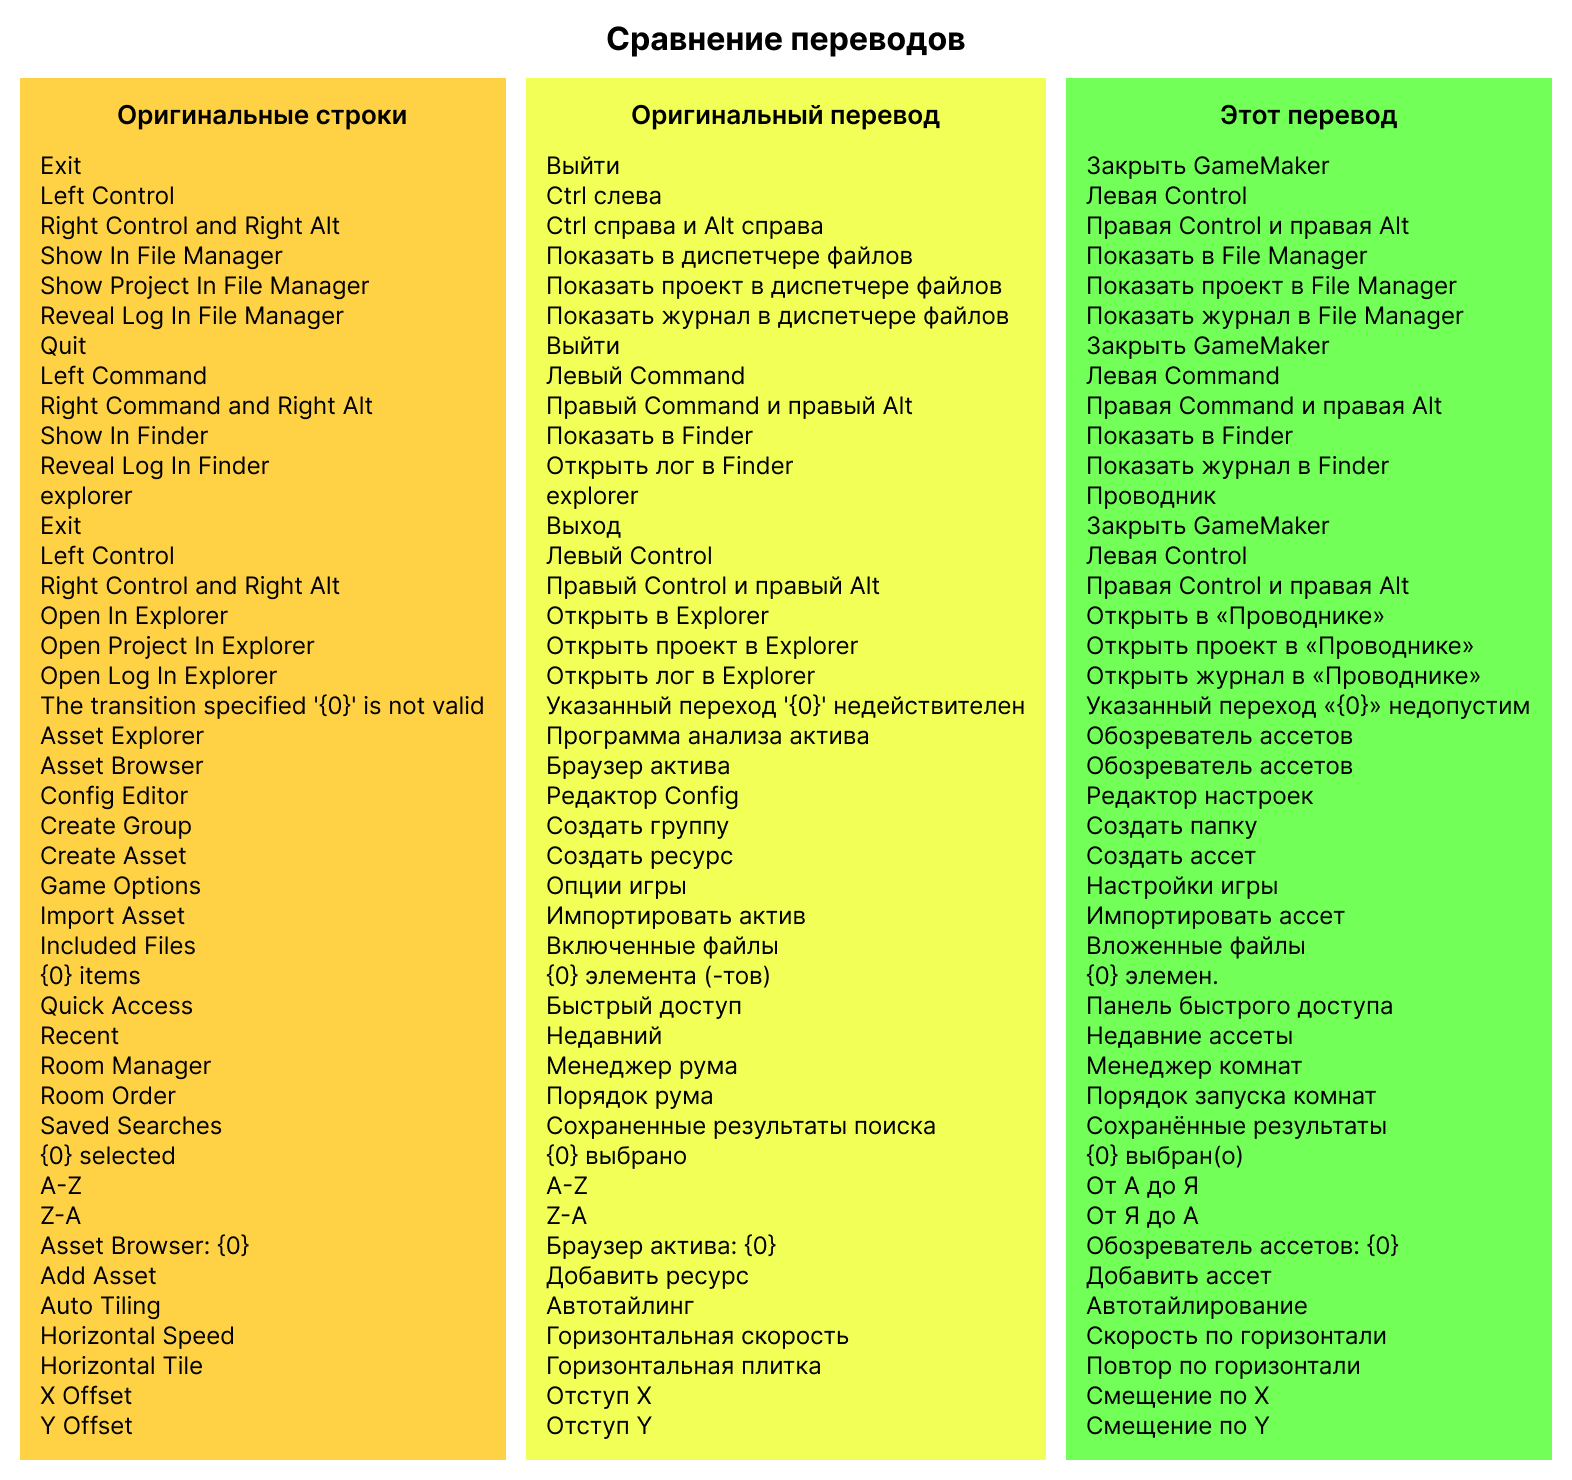 Сравнение переводов
Оригинальные строки
Exit
Left Control
Right Control and Right Alt
Show In File Manager
Show Project In File Manager
Reveal Log In File Manager
Quit
Left Command
Right Command and Right Alt
Show In Finder
Reveal Log In Finder
explorer
Exit
Left Control
Right Control and Right Alt
Open In Explorer
Open Project In Explorer
Open Log In Explorer
The transition specified '{0}' is not valid
Asset Explorer
Asset Browser
Config Editor
Create Group
Create Asset
Game Options
Import Asset
Included Files
{0} items
Quick Access
Recent
Room Manager
Room Order
Saved Searches
{0} selected
A-Z
Z-A
Asset Browser: {0}
Add Asset
Auto Tiling
Horizontal Speed
Horizontal Tile
X Offset
Y Offset
Оригинальный перевод
Выйти
Ctrl слева
Ctrl справа и Alt справа
Показать в диспетчере файлов
Показать проект в диспетчере файлов
Показать журнал в диспетчере файлов
Выйти
Левый Command
Правый Command и правый Alt
Показать в Finder
Открыть лог в Finder
explorer
Выход
Левый Control
Правый Control и правый Alt
Открыть в Explorer
Открыть проект в Explorer
Открыть лог в Explorer
Указанный переход '{0}' недействителен
Программа анализа актива
Браузер актива
Редактор Config
Создать группу
Создать ресурс
Опции игры
Импортировать актив
Включенные файлы
{0} элемента (-тов)
Быстрый доступ
Недавний
Менеджер рума
Порядок рума
Сохраненные результаты поиска
{0} выбрано
A-Z
Z-A
Браузер актива: {0}
Добавить ресурс
Автотайлинг
Горизонтальная скорость
Горизонтальная плитка
Отступ X
Отступ Y
Этот перевод
Закрыть GameMaker
Левая Control
Правая Control и правая Alt
Показать в File Manager
Показать проект в File Manager
Показать журнал в File Manager
Закрыть GameMaker
Левая Command
Правая Command и правая Alt
Показать в Finder
Показать журнал в Finder
Проводник
Закрыть GameMaker
Левая Control
Правая Control и правая Alt
Открыть в «Проводнике»
Открыть проект в «Проводнике»
Открыть журнал в «Проводнике»
Указанный переход «{0}» недопустим
Обозреватель ассетов
Обозреватель ассетов
Редактор настроек
Создать папку
Создать ассет
Настройки игры
Импортировать ассет
Вложенные файлы
{0} элемен.
Панель быстрого доступа
Недавние ассеты
Менеджер комнат
Порядок запуска комнат
Сохранённые результаты
{0} выбран(о)
От А до Я
От Я до А
Обозреватель ассетов: {0}
Добавить ассет
Автотайлирование
Скорость по горизонтали
Повтор по горизонтали
Смещение по X
Смещение по Y